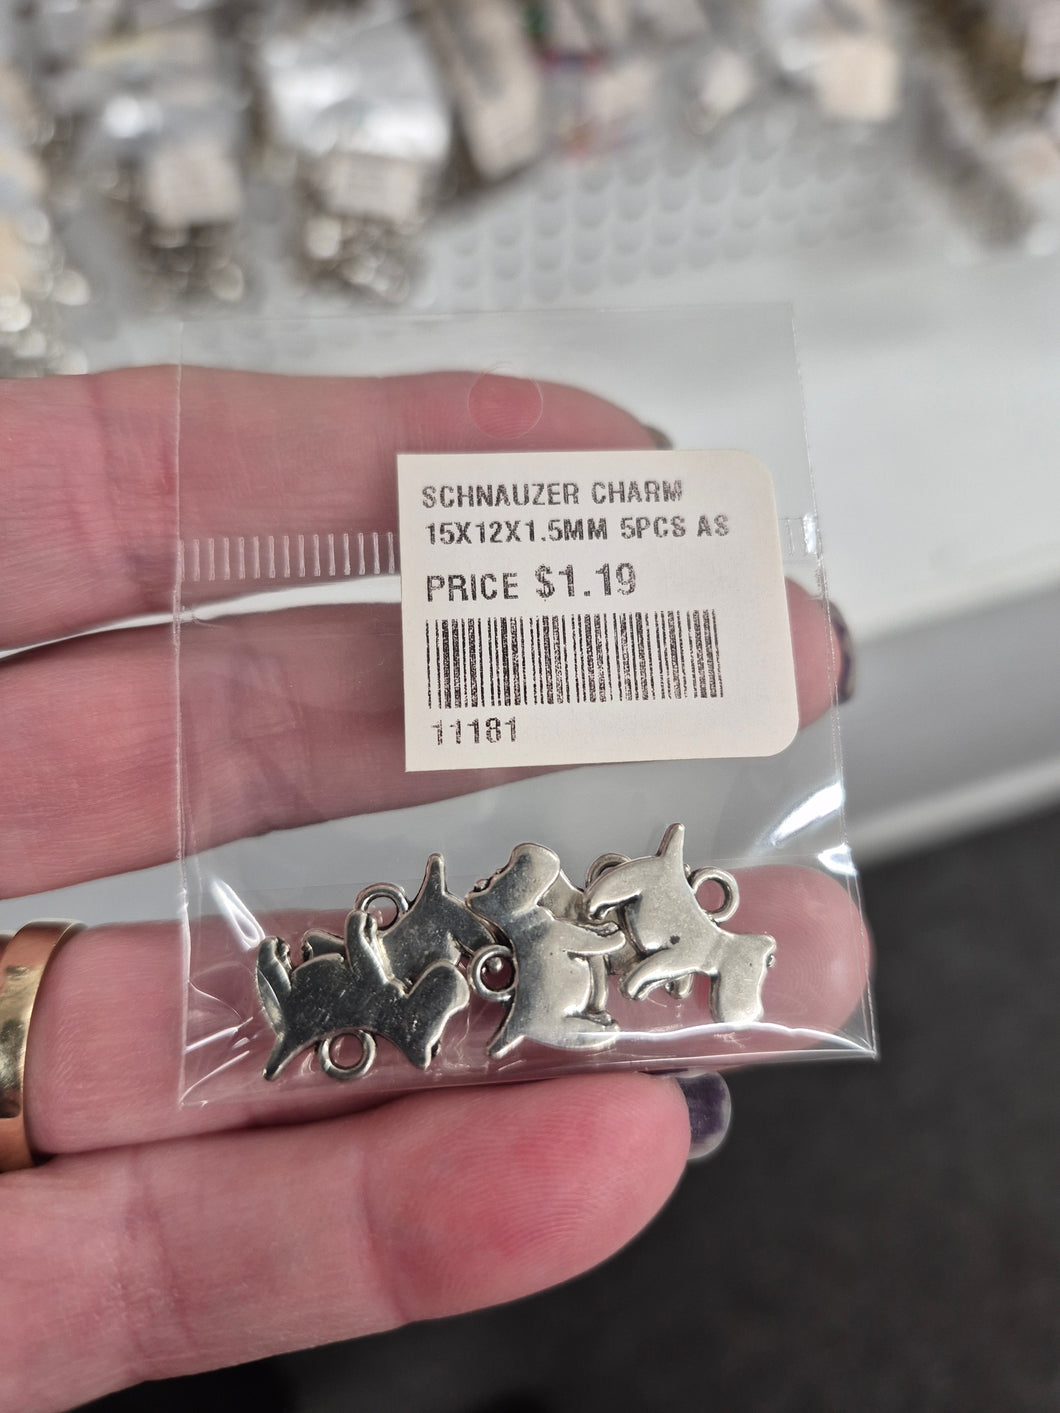 SCHNAUZER CHARM
15X12X1.5MM 5PCS AS
PRICE $1.19
11181